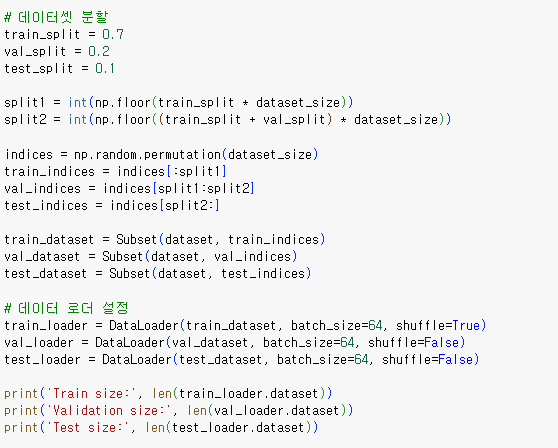 # 데이터셋 분할
train_split = 0.7
val_split = 0.2
test_split = 0.1
split1 = int(np.floor(train_split * dataset_size))
split2 = int(np.floor((train_split + val_split) * dataset_size))
indices = np.random.permutation(dataset_size)
train_indices = indices[:split1]
val_indices = indices[split1:split2]
test_indices = indices[split2:]
train_dataset = Subset(dataset, train_indices)
val_dataset = Subset(dataset, val_indices)
test_dataset = Subset(dataset, test_indices)
# 데이터 로더 설정
train_loader = DataLoader(train_dataset, batch_size=64, shuffle=True)
val_loader = DataLoader(val_dataset, batch_size=64, shuffle=False)
test_loader = DataLoader(test_dataset, batch_size=64, shuffle=False)
print('Train size:', len(train_loader.dataset))
print('Validation size:', len(val_loader.dataset))
print('Test size:', len(test_loader.dataset))